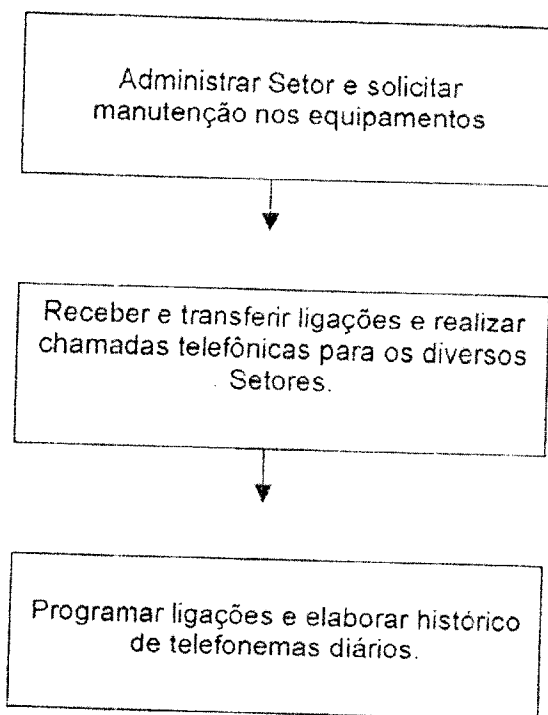 Administrar Setor e solicitar
manutenção nos equipamentos
Receber e transferir ligações e realizar
chamadas telefônicas para os diversos
Setores.
Programar ligações e elaborar histórico
de telefonemas diários.